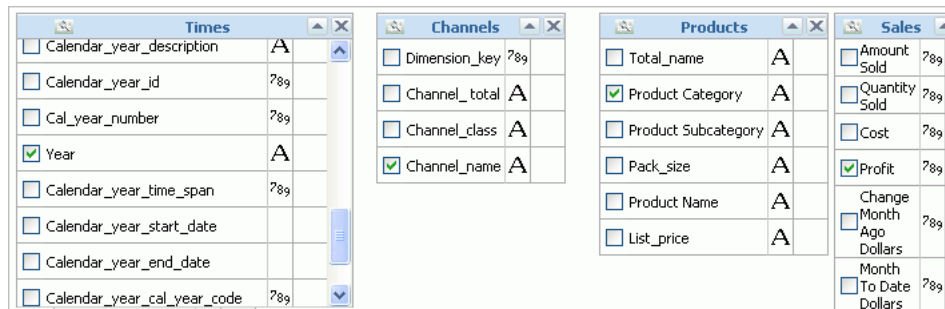 Times
Calendar_year_description A
Calendar_year_id 789
Cal_year_number 789
Year A
Calendar_year_time_span 789
Calendar_year_start_date
Calendar_year_end_date
Calendar_year_cal_year_code 789
Channels
Dimension_key 789
Channel_ total A
Channel_class A
Channel_name A
Products
Total_name A
Product Category A
Product Subcategory A
Pack_size A
Product Name A
List_price A
Sales
Amount
Sold 789
Quantity
Sold 789
Cost 789
Profit 789
Change
Month
Ago
Dollars 789
Month
To Date
Dollars 789